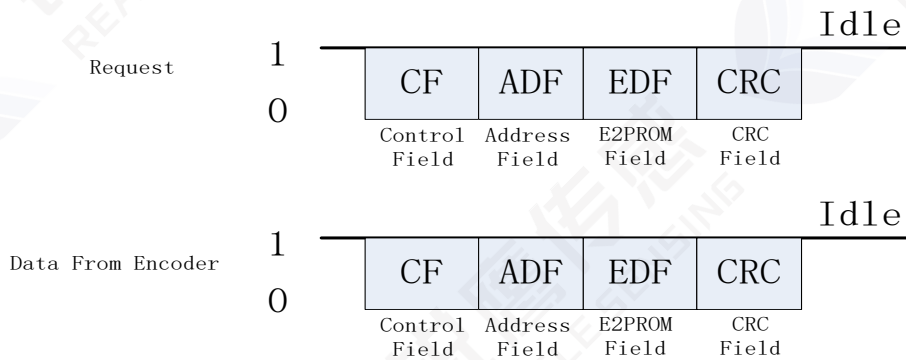 Idle
Request
1
0
CF ADF EDF CRC
Control Field
Address Field
E2PROM Field
CRC Field
Idle
Data From Encoder
1
0
CF ADF EDF CRC
Control Field
Address Field
E2PROM Field
CRC Field